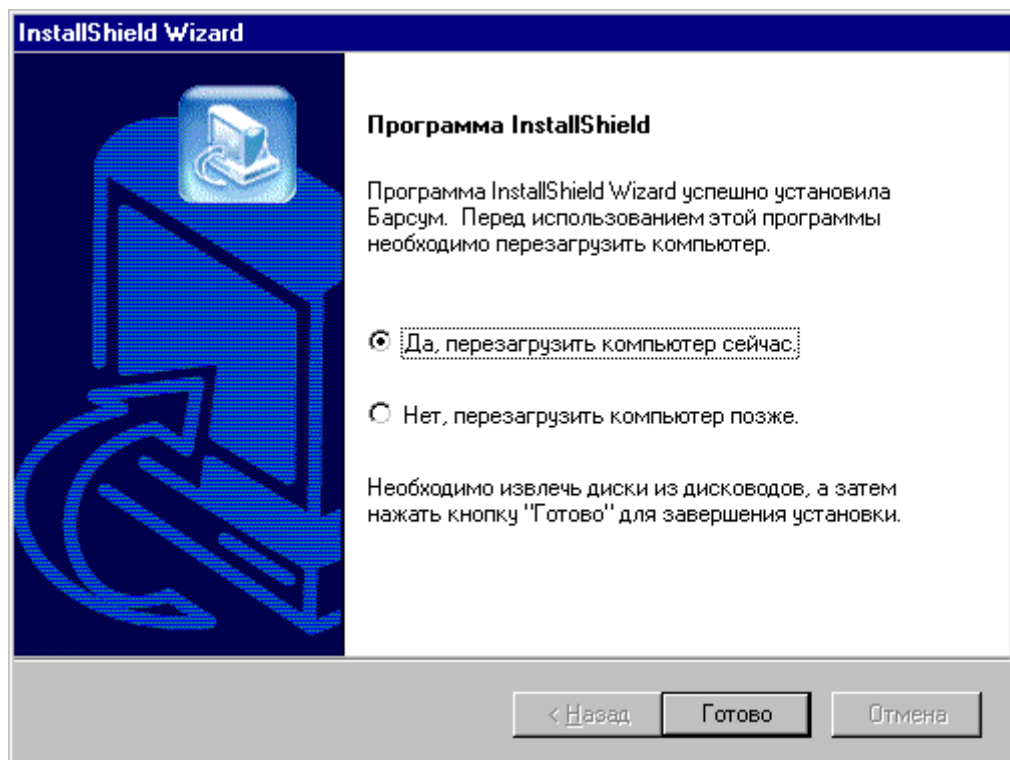 InstallShield Wizard
Программа InstallShield
Программа InstallShield Wizard успешно установила
Барсум. Перед использованием этой программы
необходимо перезагрузить компьютер.
Да, перезагрузить компьютер сейчас.
Нет, перезагрузить компьютер позже.
Необходимо извлечь диски из дисководов, а затем
нажать кнопку "Готово" для завершения установки.
< Назад
Готово
Отмена